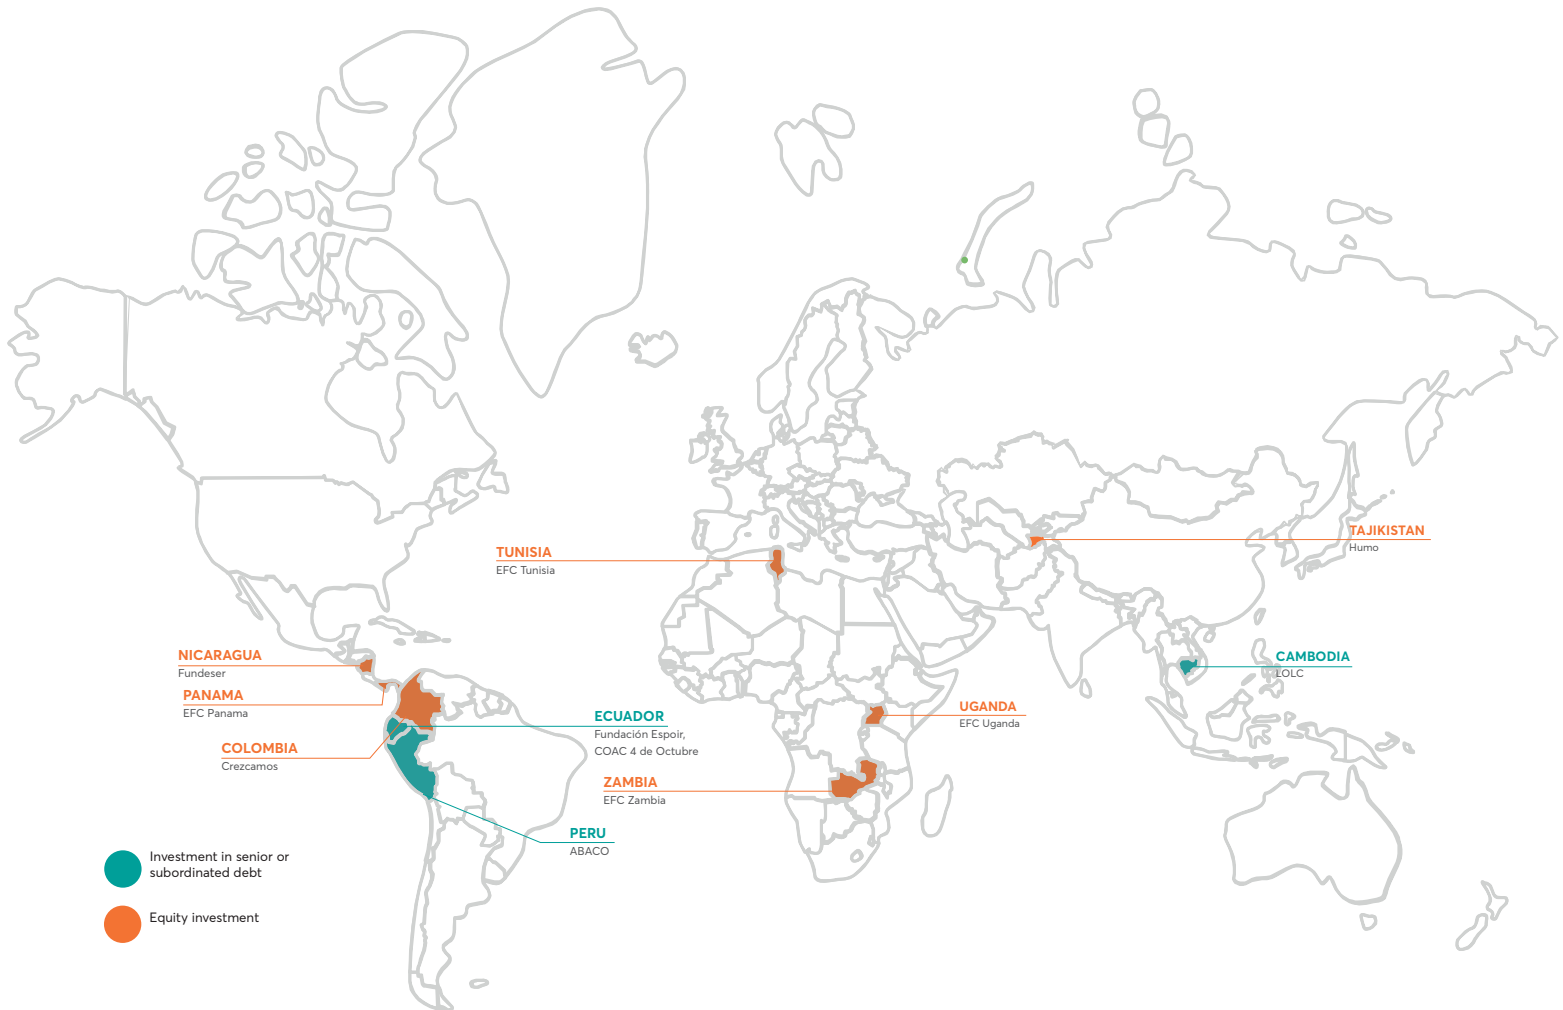 TAJIKISTAN
Humo
TUNISIA
EFC Tunisia
NICARAGUA
Fundeser
CAMBODIA
LOLC
PANAMA
EFC Panama
UGANDA
EFC Uganda
ECUADOR
Fundación Espoir,
COAC 4 de Octubre
COLOMBIA
Crezcamos
ZAMBIA
EFC Zambia
PERU
ABACO
Investment in senior or
subordinated debt
Equity investment